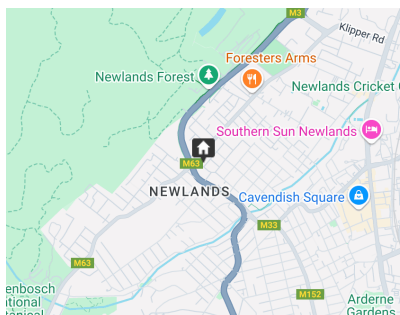 M3
Klipper Rd
Foresters Arms
Newlands Forest
Newlands Cricket
Southern Sun Newlands
M63
NEWLANDS
Cavendish Square
M33
M63
enbosch
tional
M152
Arderne
Gardens